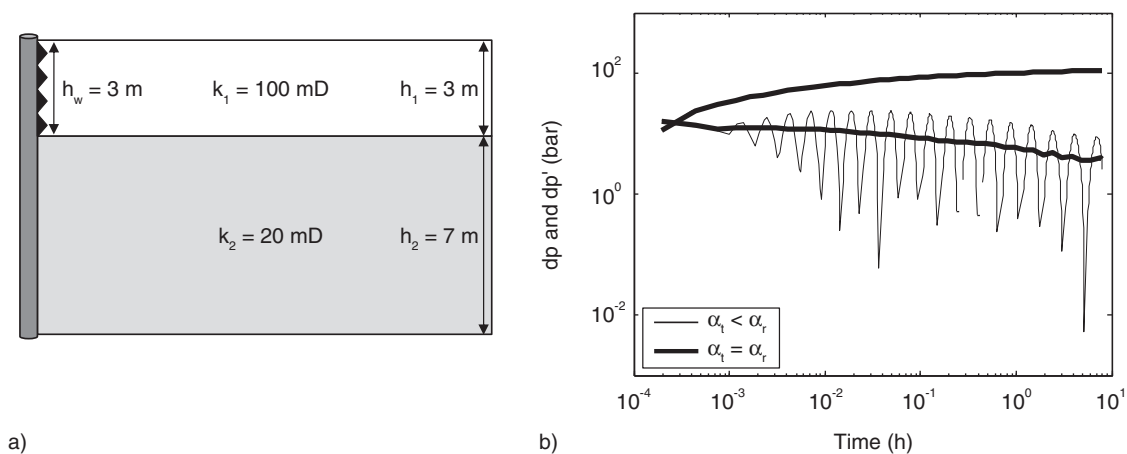 h_w = 3 m
k_1 = 100 mD
h_1 = 3 m
k_2 = 20 mD
h_2 = 7 m
a)
dp and dp' (bar)
10^2
10^0
10^-2
α_t < α_r
α_t = α_r
10^-4
10^-3
10^-2
10^-1
10^0
10^1
Time (h)
b)